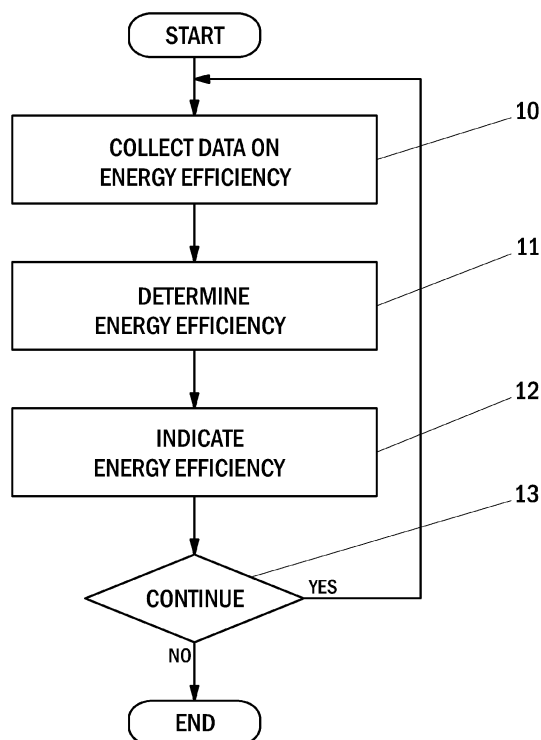 START
10
COLLECT DATA ON
ENERGY EFFICIENCY
11
DETERMINE
ENERGY EFFICIENCY
12
INDICATE
ENERGY EFFICIENCY
13
CONTINUE
YES
NO
END